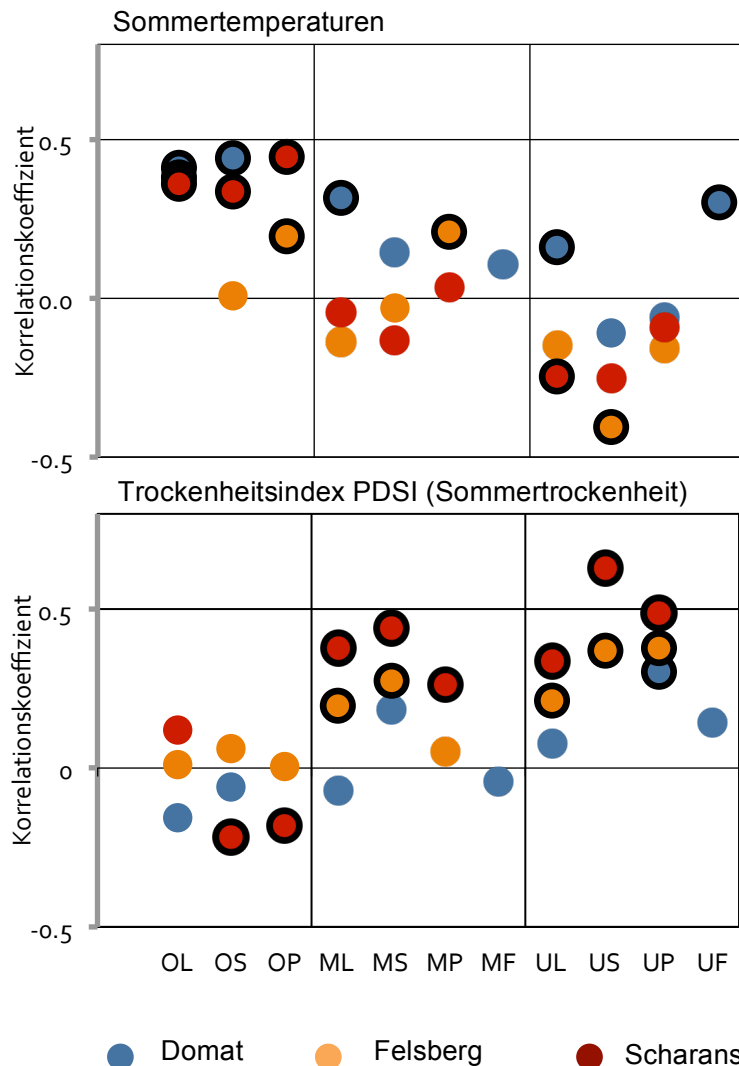 Sommertemperaturen
Korrelationskoeffizient
0.5
0.0
-0.5
Trockenheitsindex PDSI (Sommertrockenheit)
Korrelationskoeffizient
0.5
0
-0.5
OL OS OP ML MS MP MF UL US UP UF
Domat Felsberg Scharans